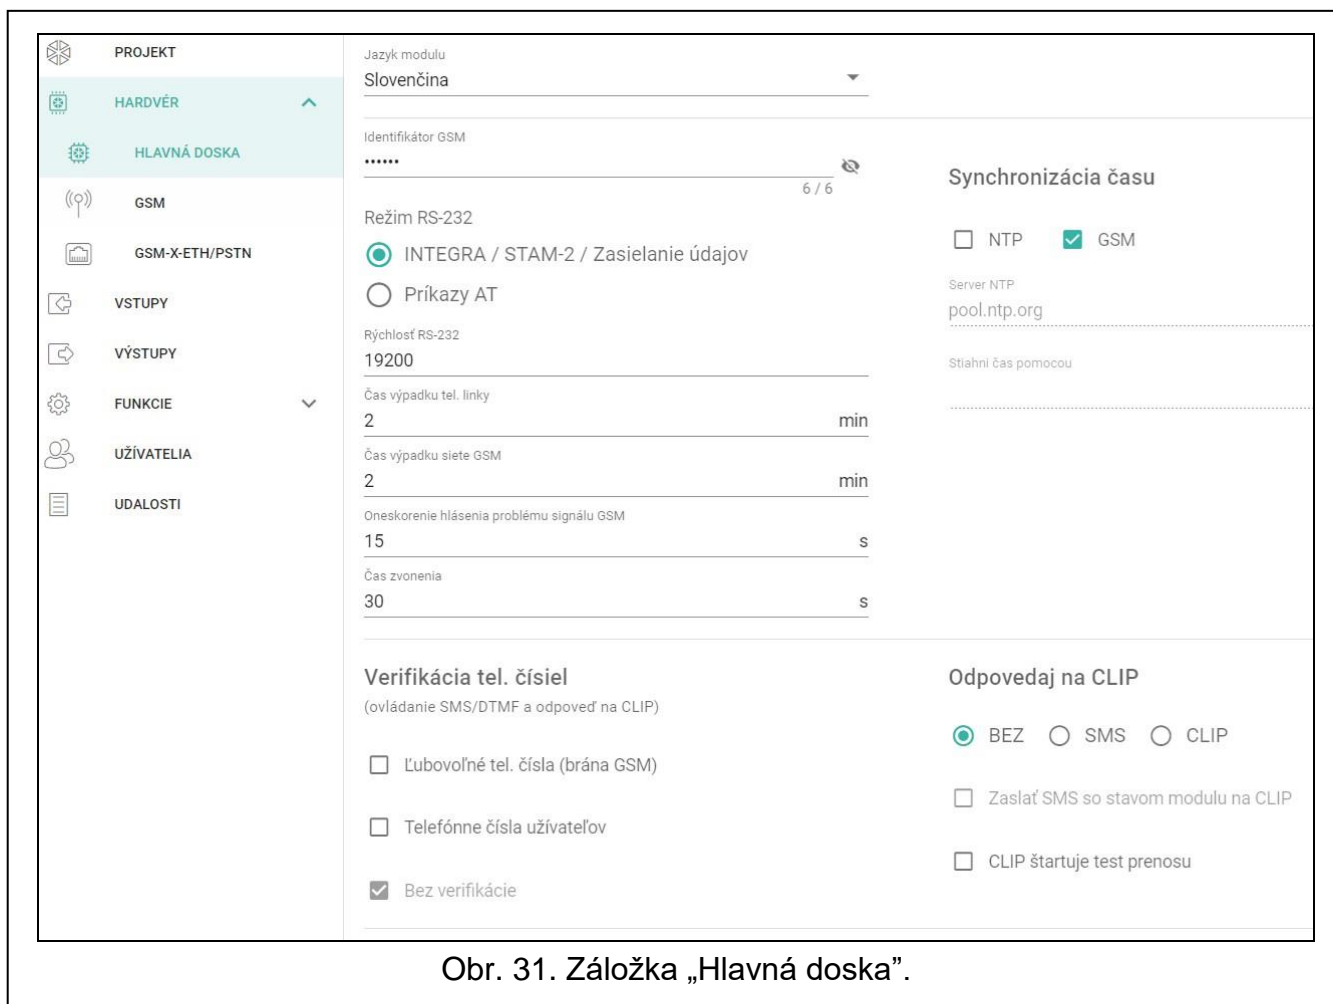 PROJEKT
HARDVÉR
HLAVNÁ DOSKA
GSM
GSM-X-ETH/PSTN
VSTUPY
VÝSTUPY
FUNKCIE
UŽÍVATELIA
UDALOSTI
Jazyk modulu
Slovenčina
Identifikátor GSM
••••••
6 / 6
Režim RS-232
INTEGRA / STAM-2 / Zasielanie údajov
Príkazy AT
Rýchlosť RS-232
19200
Čas výpadku tel. linky
2 min
Čas výpadku siete GSM
2 min
Oneskorenie hlásenia problému signálu GSM
15 s
Čas zvonenia
30 s
Synchronizácia času
NTP GSM
Server NTP
pool.ntp.org
Stiahni čas pomocou
Verifikácia tel. čísiel
(ovládanie SMS/DTMF a odpoveď na CLIP)
Ľubovoľné tel. čísla (brána GSM)
Telefónne čísla užívateľov
Bez verifikácie
Odpovedaj na CLIP
BEZ SMS CLIP
Zaslať SMS so stavom modulu na CLIP
CLIP štartuje test prenosu
Obr. 31. Záložka „Hlavná doska”.